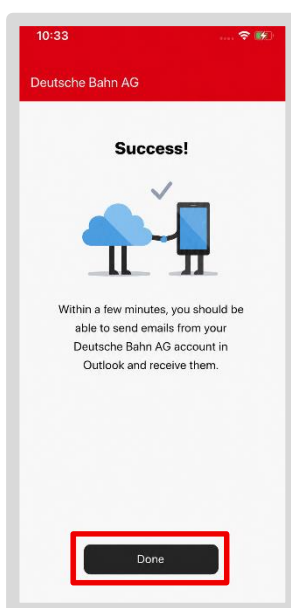 10:33
Deutsche Bahn AG
Success!
Within a few minutes, you should be
able to send emails from your
Deutsche Bahn AG account in
Outlook and receive them.
Done